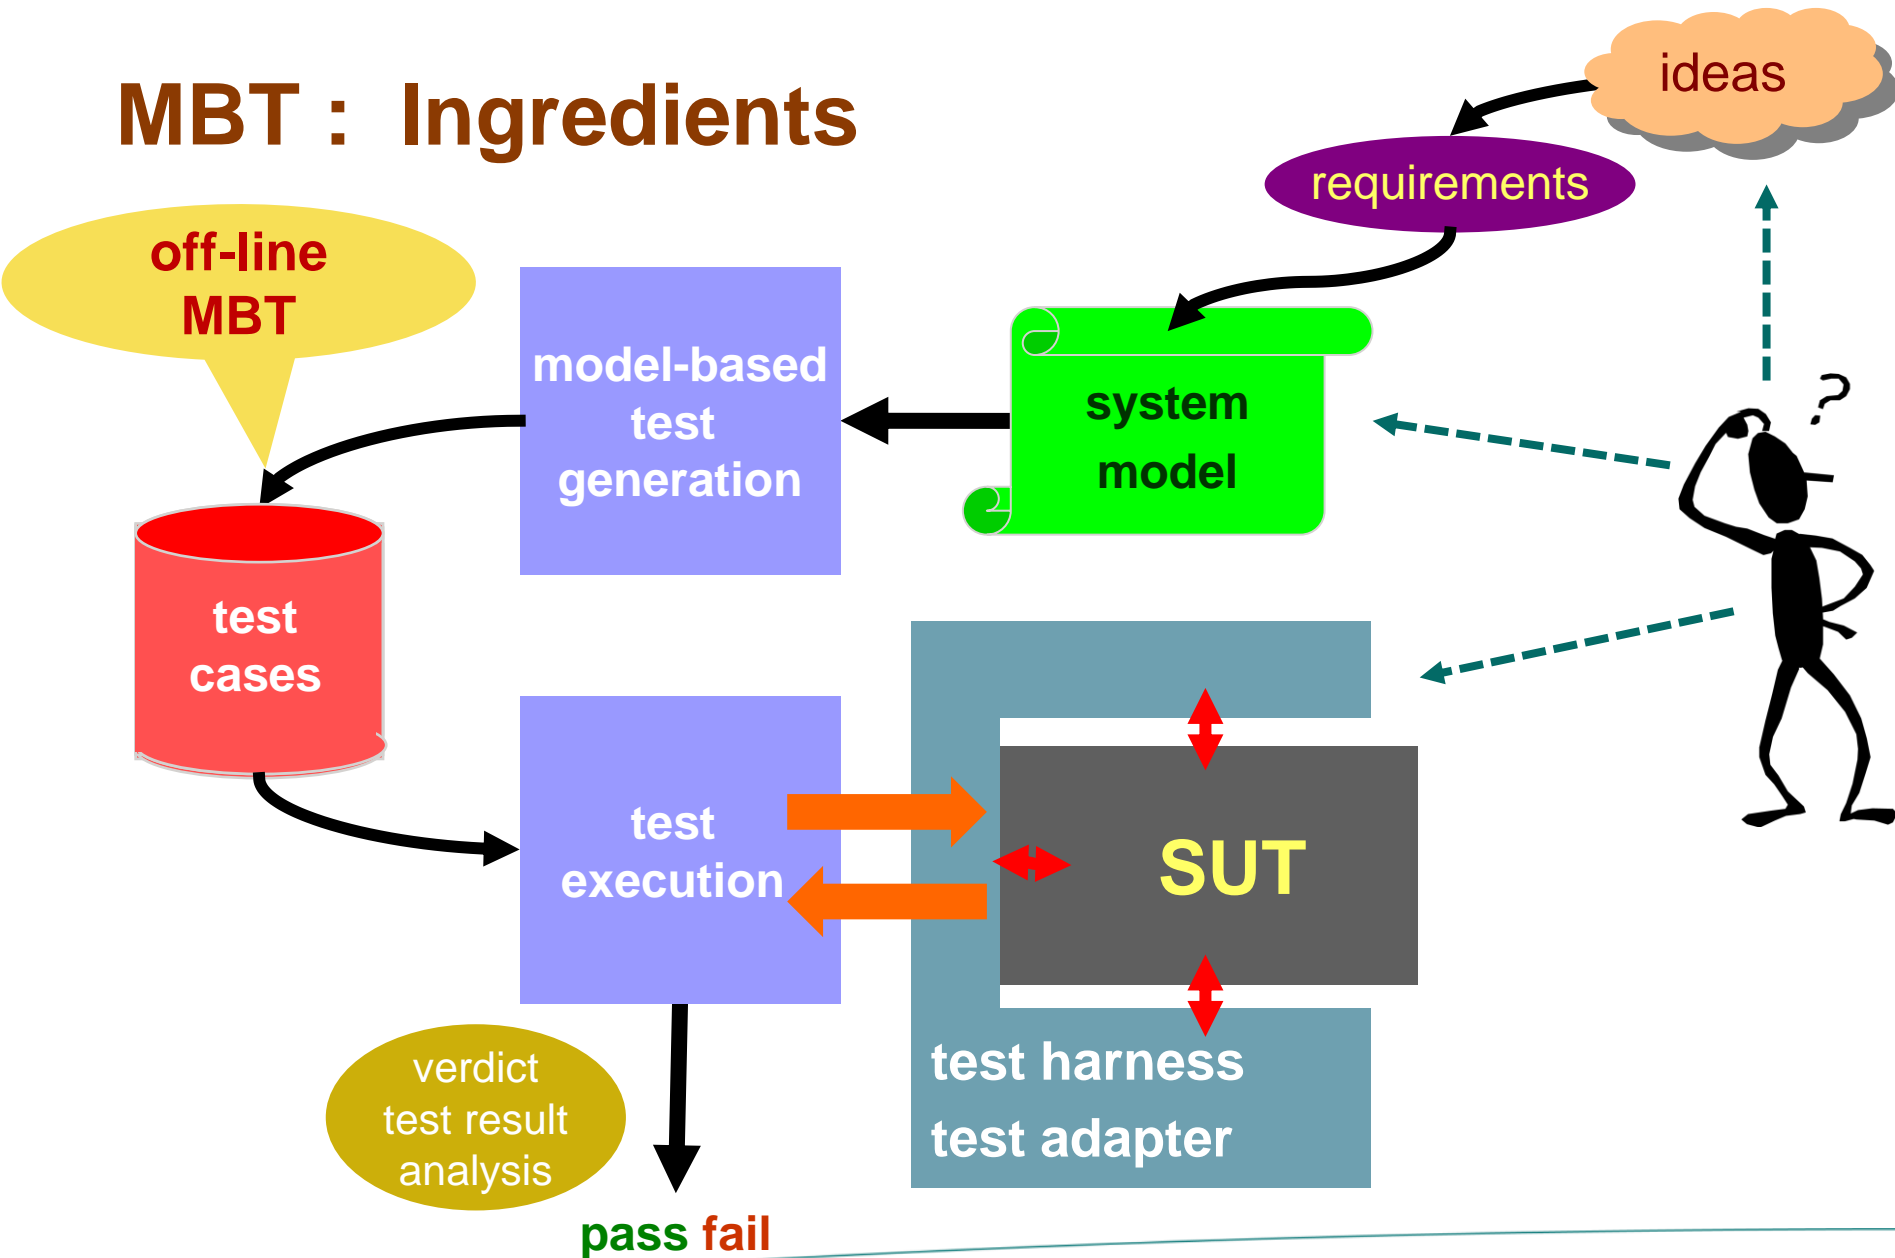 MBT :  Ingredients
ideas
requirements
off-line
MBT
model-based
test
generation
system
model
?
test
cases
test
execution
SUT
test harness
test adapter
verdict
test result
analysis
pass fail